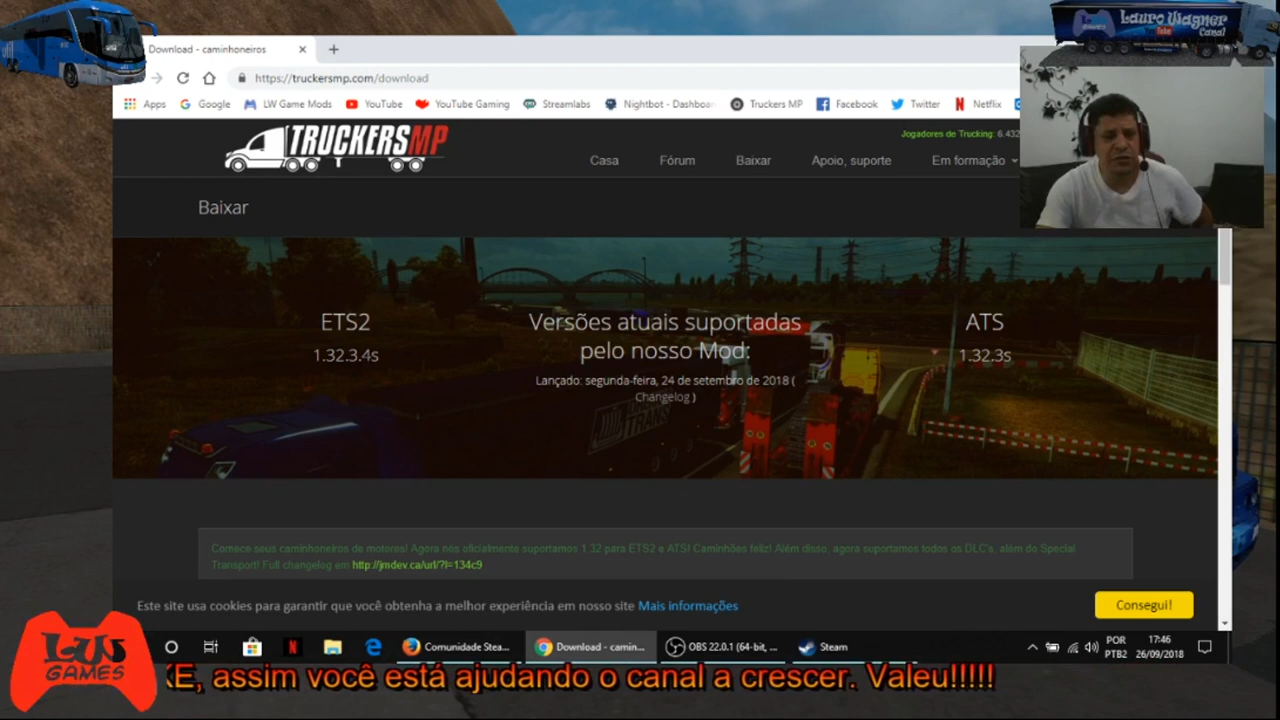 Lauro Wagner
Canal
Download - caminhoneiros
https://truckersmp.com/download
Apps Google LW Game Mods YouTube YouTube Gaming Streamlabs Nightbot - Dashboar Truckers MP Facebook Twitter Netflix
TRUCKERSMP
Jogadores de Trucking: 6.432
Casa Fórum Baixar Apoio, suporte Em formação
Baixar
ETS2 Versões atuais suportadas ATS
pelo nosso Mod:
1.32.3.4s 1.32.3s
Lançado: segunda-feira, 24 de setembro de 2018 (
Changelog )
Comece seus caminhoneiros de motores! Agora nós oficialmente suportamos 1.32 para ETS2 e ATS! Caminhões feliz! Além disso, agora suportamos todos os DLC's, além do Special
Transport! Full changelog em http://jmdev.ca/url/?l=134c9
Este site usa cookies para garantir que você obtenha a melhor experiência em nosso site Mais informações Consegui!
Comunidade Stea... Download - camin... OBS 22.0.1 (64-bit, ... Steam
POR 17:46
PTB2 26/09/2018
LWS
GAMES
KE, assim você está ajudando o canal a crescer. Valeu!!!!!